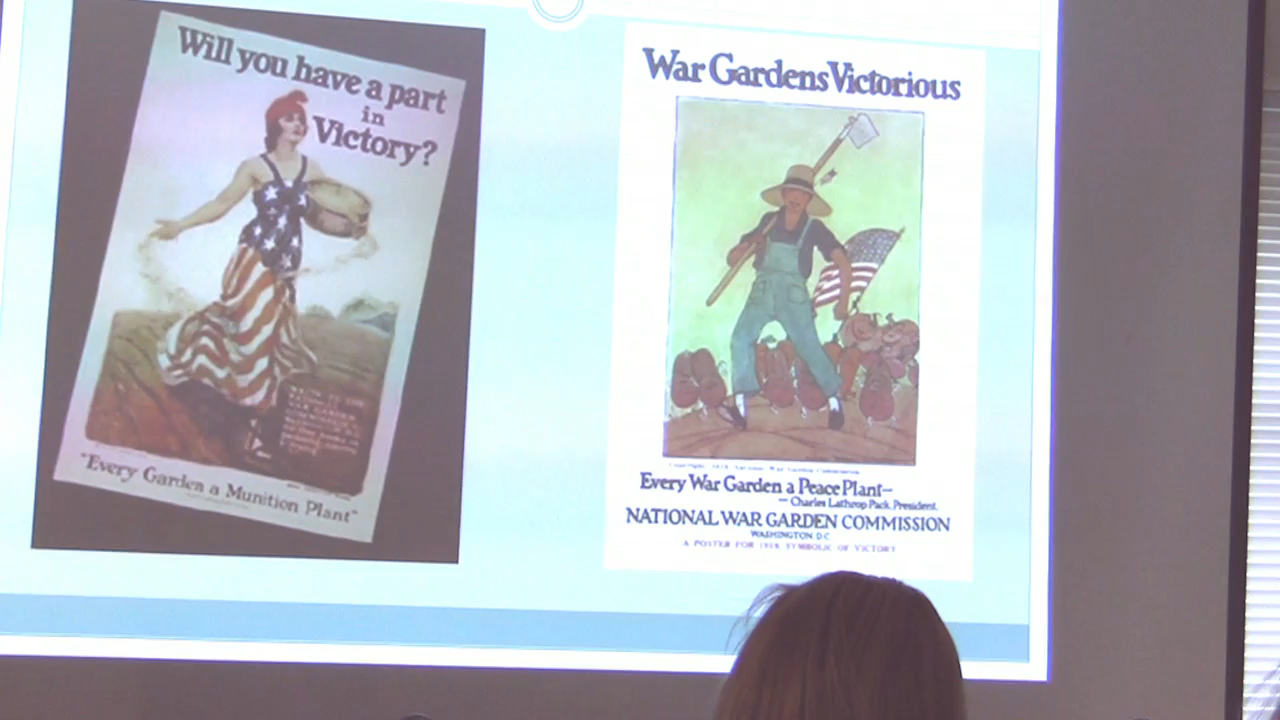 Will you have a part
in
Victory?
"Every Garden a Munition Plant"
War Gardens Victorious
Every War Garden a Peace Plant—
— Charles Lathrop Pack, President.
NATIONAL WAR GARDEN COMMISSION
WASHINGTON, D.C.
A POSTER FOR 1919, SYMBOLIC OF VICTORY